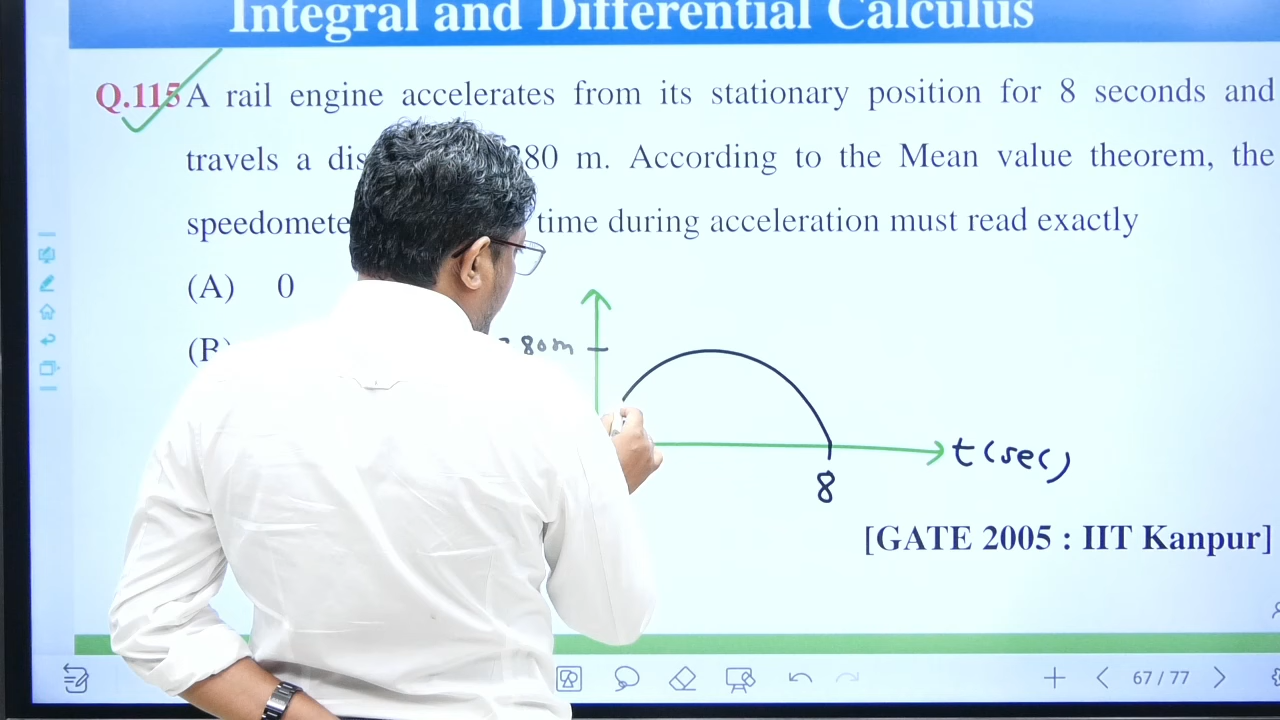 Integral and Differential Calculus
Q.115 A rail engine accelerates from its stationary position for 8 seconds and
travels a 80 m. According to the Mean value theorem, the
time during acceleration must read exactly
(A) 0
80m
t(sec)
8
[GATE 2005 : IIT Kanpur]
67 / 77